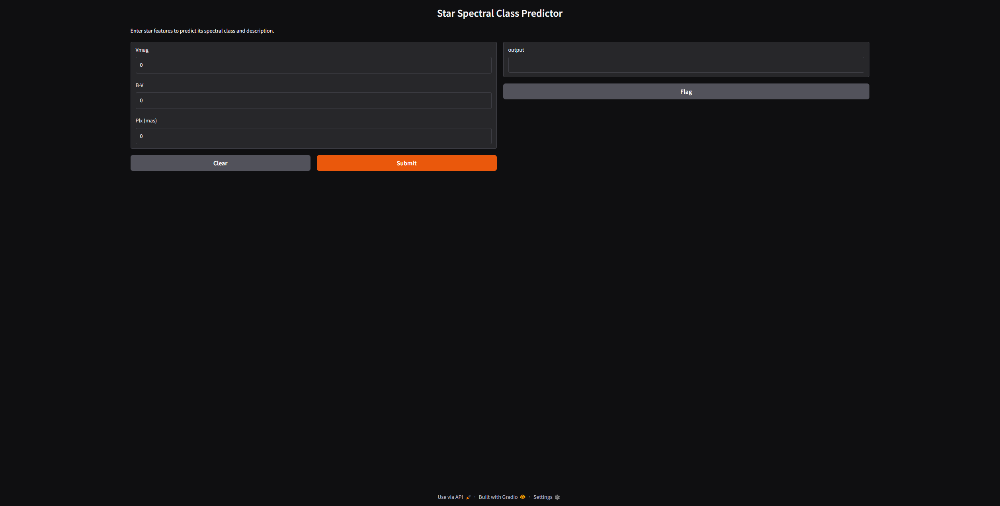 Star Spectral Class Predictor
Enter star features to predict its spectral class and description.
Vmag
0
B-V
0
Plx (mas)
0
Clear
Submit
output
Flag
Use via API · Built with Gradio · Settings